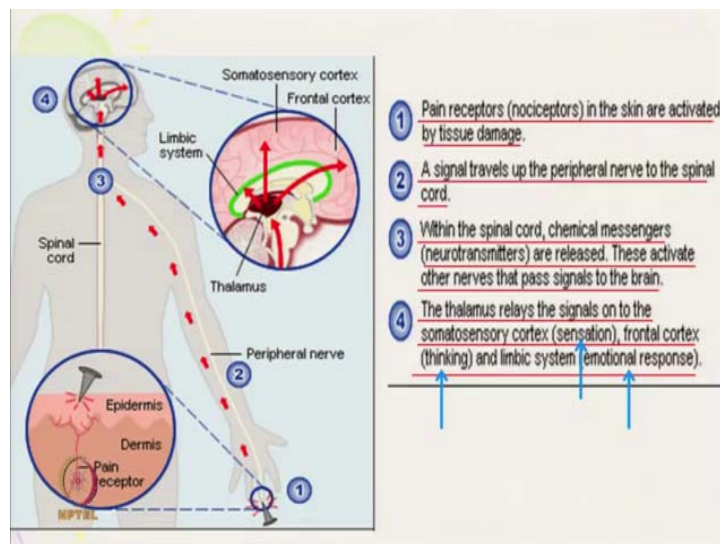 4
Somatosensory cortex
Frontal cortex
Limbic
system
3
Spinal
cord
Thalamus
Peripheral nerve
2
Epidermis
Dermis
Pain
receptor
1
NPTEL
1 Pain receptors (nociceptors) in the skin are activated
by tissue damage.
2 A signal travels up the peripheral nerve to the spinal
cord.
3 Within the spinal cord, chemical messengers
(neurotransmitters) are released. These activate
other nerves that pass signals to the brain.
4 The thalamus relays the signals on to the
somatosensory cortex (sensation), frontal cortex
(thinking) and limbic system (emotional response).